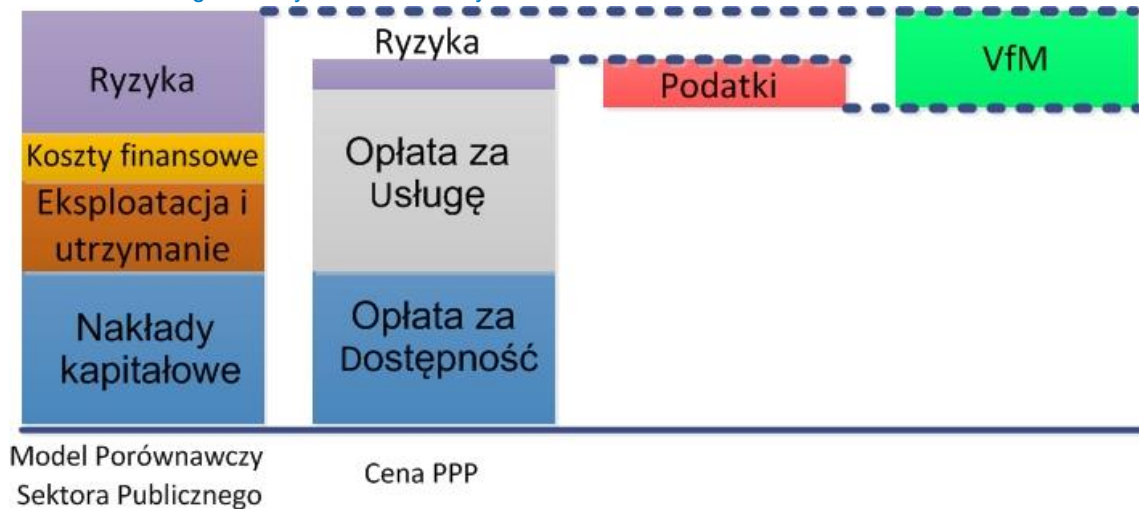 Ryzyka
Koszty finansowe
Eksploatacja i
utrzymanie
Nakłady
kapitałowe
Model Porównawczy
Sektora Publicznego
Ryzyka
Opłata za
Usługę
Opłata za
Dostępność
Cena PPP
Podatki
VfM